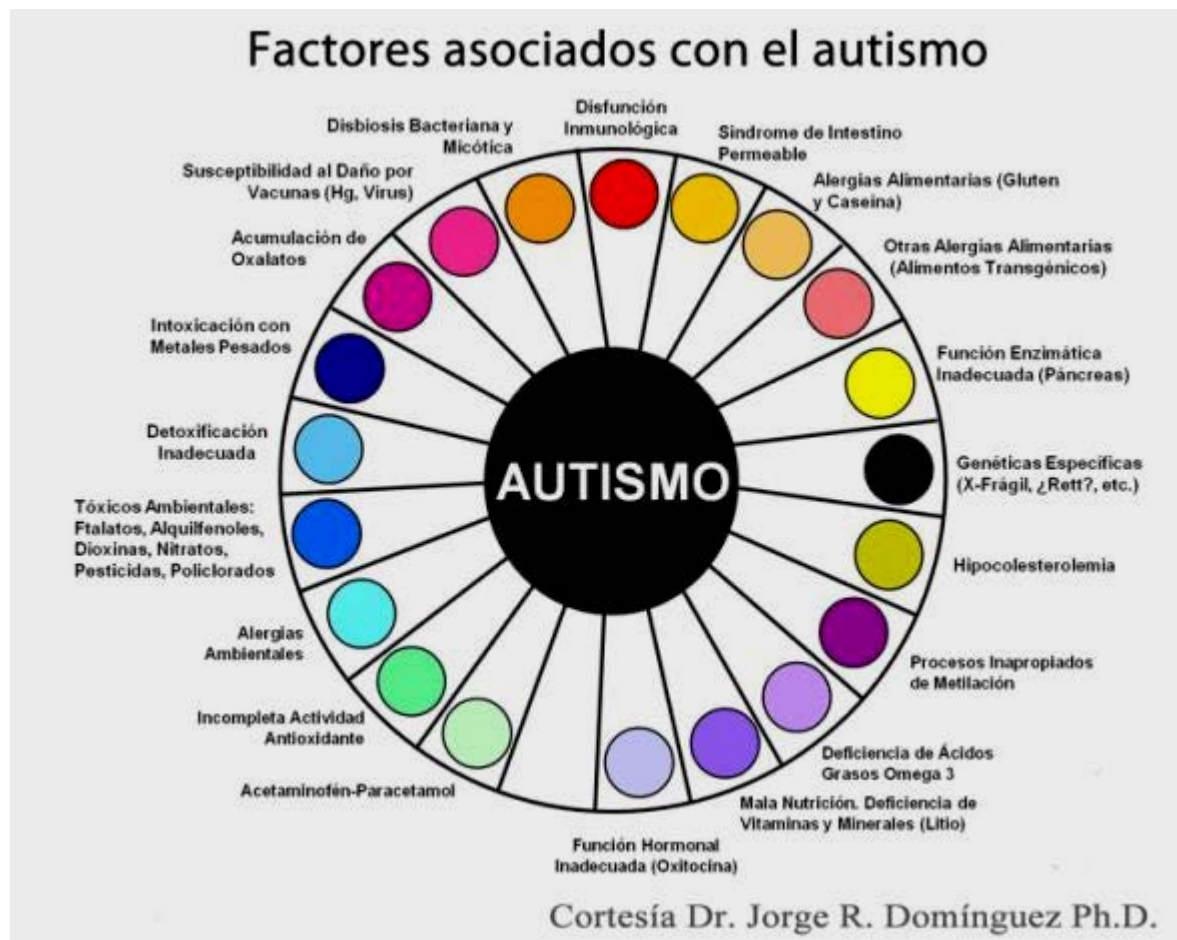 Factores asociados con el autismo
Disfunción
Inmunológica
Sindrome de Intestino
Permeable
Alergias Alimentarias (Gluten
y Caseina)
Otras Alergias Alimentarias
(Alimentos Transgénicos)
Función Enzimática
Inadecuada (Páncreas)
Genéticas Específicas
(X-Frágil, ¿Rett?, etc.)
Hipocolesterolemia
Procesos Inapropiados
de Metilación
Deficiencia de Ácidos
Grasos Omega 3
Mala Nutrición. Deficiencia de
Vitaminas y Minerales (Litio)
Función Hormonal
Inadecuada (Oxitocina)
Acetaminofén-Paracetamol
Incompleta Actividad
Antioxidante
Alergias
Ambientales
Tóxicos Ambientales:
Ftalatos, Alquilfenoles,
Dioxinas, Nitratos,
Pesticidas, Policlorados
Detoxificación
Inadecuada
Intoxicación con
Metales Pesados
Acumulación de
Oxalatos
Susceptibilidad al Daño por
Vacunas (Hg, Virus)
Disbiosis Bacteriana y
Micótica
AUTISMO
Cortesía Dr. Jorge R. Domínguez Ph.D.